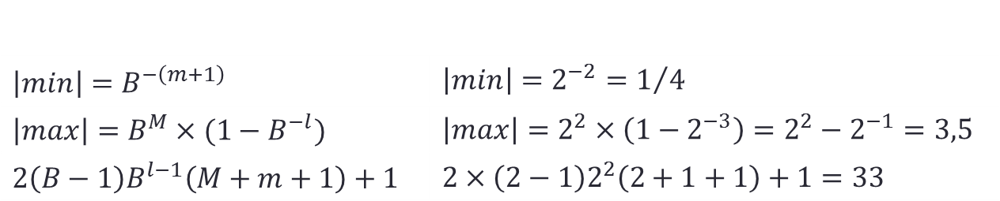 |min| = B^{-(m+1)}
|max| = B^M × (1 − B^{-l})
2(B − 1)B^{l−1}(M + m + 1) + 1
|min| = 2^{-2} = 1/4
|max| = 2^2 × (1 − 2^{-3}) = 2^2 − 2^{-1} = 3,5
2 × (2 − 1)2^2(2 + 1 + 1) + 1 = 33